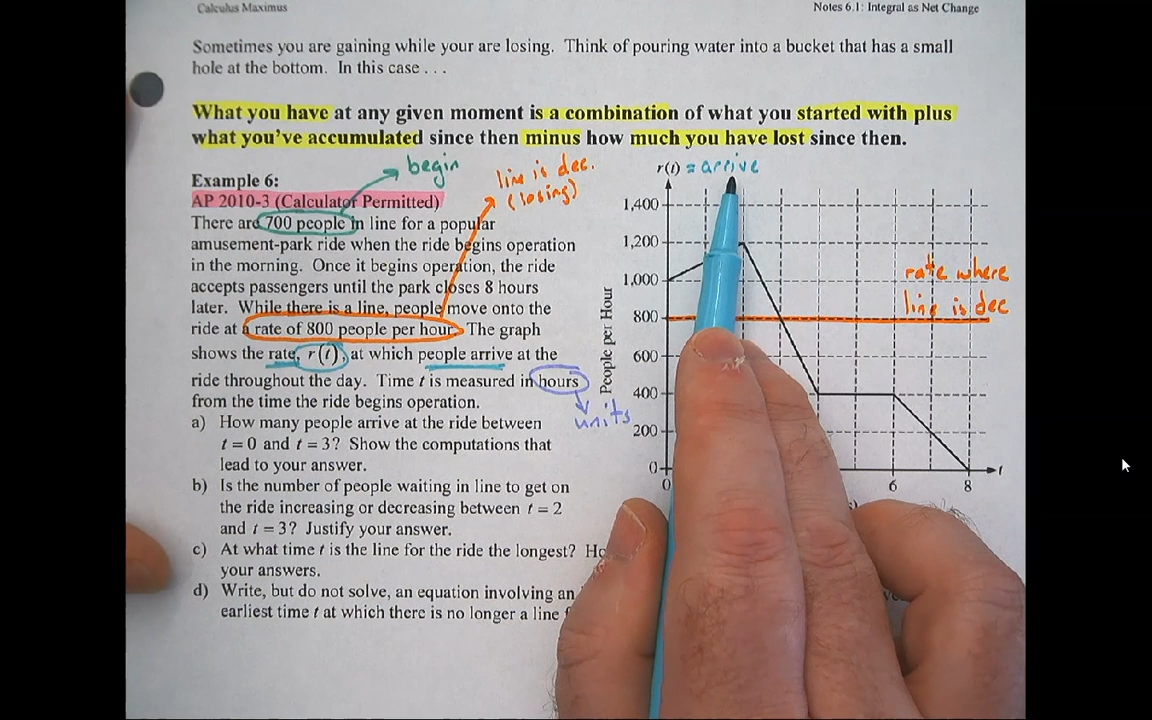 Calculus Maximus
Notes 6.1: Integral as Net Change
Sometimes you are gaining while your are losing. Think of pouring water into a bucket that has a small
hole at the bottom. In this case . . .
What you have at any given moment is a combination of what you started with plus
what you've accumulated since then minus how much you have lost since then.
begin
line is dec.
(losing)
Example 6:
AP 2010-3 (Calculator Permitted)
There are 700 people in line for a popular
amusement-park ride when the ride begins operation
in the morning. Once it begins operation, the ride
accepts passengers until the park closes 8 hours
later. While there is a line, people move onto the
ride at a rate of 800 people per hour. The graph
shows the rate, r(t), at which people arrive at the
ride throughout the day. Time t is measured in hours
from the time the ride begins operation.
units
a) How many people arrive at the ride between
t = 0 and t = 3? Show the computations that
lead to your answer.
b) Is the number of people waiting in line to get on
the ride increasing or decreasing between t = 2
and t = 3? Justify your answer.
c) At what time t is the line for the ride the longest?
your answers.
d) Write, but do not solve, an equation involving an
earliest time t at which there is no longer a line
r(t) = arrive
1,400
1,200
1,000
800
600
400
200
0
People per Hour
rate where
line is dec
0
6
8
t